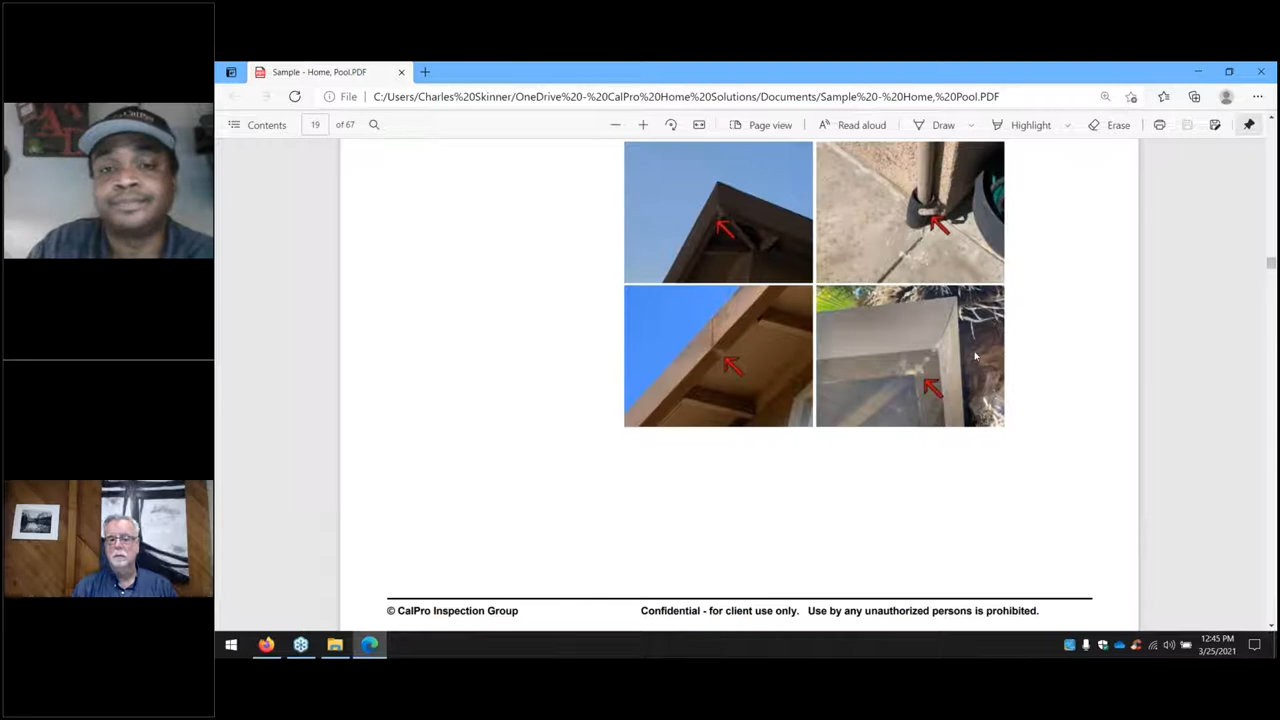 Sample - Home, Pool.PDF
File
C:/Users/Charles%20Skinner/OneDrive%20-%20CalPro%20Home%20Solutions/Documents/Sample%20-%20Home,%20Pool.PDF
Contents
19 of 67
Page view
Read aloud
Draw
Highlight
Erase
CalPro
© CalPro Inspection Group
Confidential - for client use only. Use by any unauthorized persons is prohibited.
12:45 PM
3/25/2021